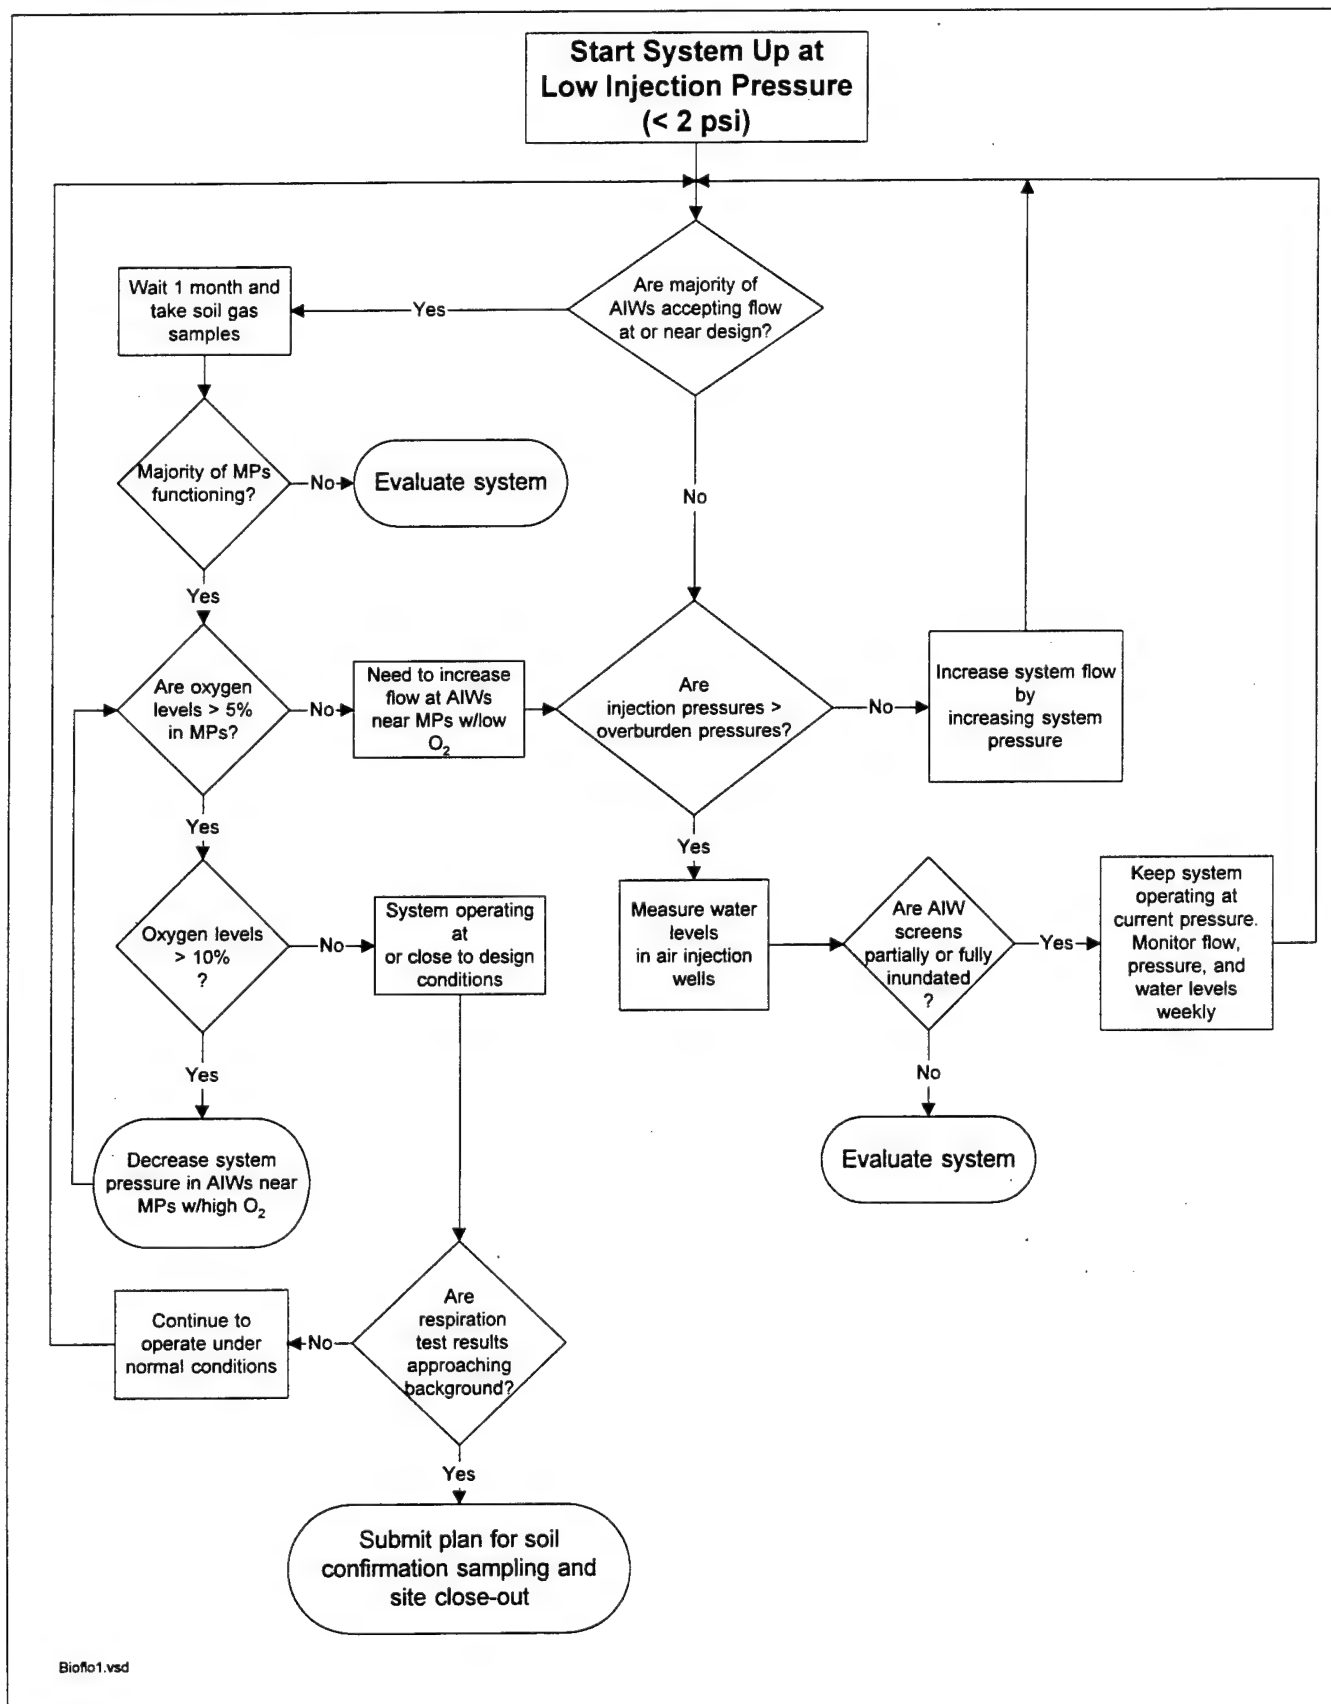 Start System Up at
Low Injection Pressure
(< 2 psi)
Are majority of
AIWs accepting flow
at or near design?
Yes
Wait 1 month and
take soil gas
samples
No
Majority of MPs
functioning?
No
Evaluate system
Yes
Are oxygen
levels > 5%
in MPs?
No
Need to increase
flow at AIWs
near MPs w/low
O₂
Are
injection pressures >
overburden pressures?
No
Increase system flow
by
increasing system
pressure
Yes
Yes
Oxygen levels
> 10%
?
No
System operating
at
or close to design
conditions
Measure water
levels
in air injection
wells
Are AIW
screens
partially or fully
inundated
?
Yes
Keep system
operating at
current pressure.
Monitor flow,
pressure, and
water levels
weekly
Yes
No
Decrease system
pressure in AIWs near
MPs w/high O₂
Evaluate system
Continue to
operate under
normal conditions
No
Are
respiration
test results
approaching
background?
Yes
Submit plan for soil
confirmation sampling and
site close-out
Bioflo1.vsd